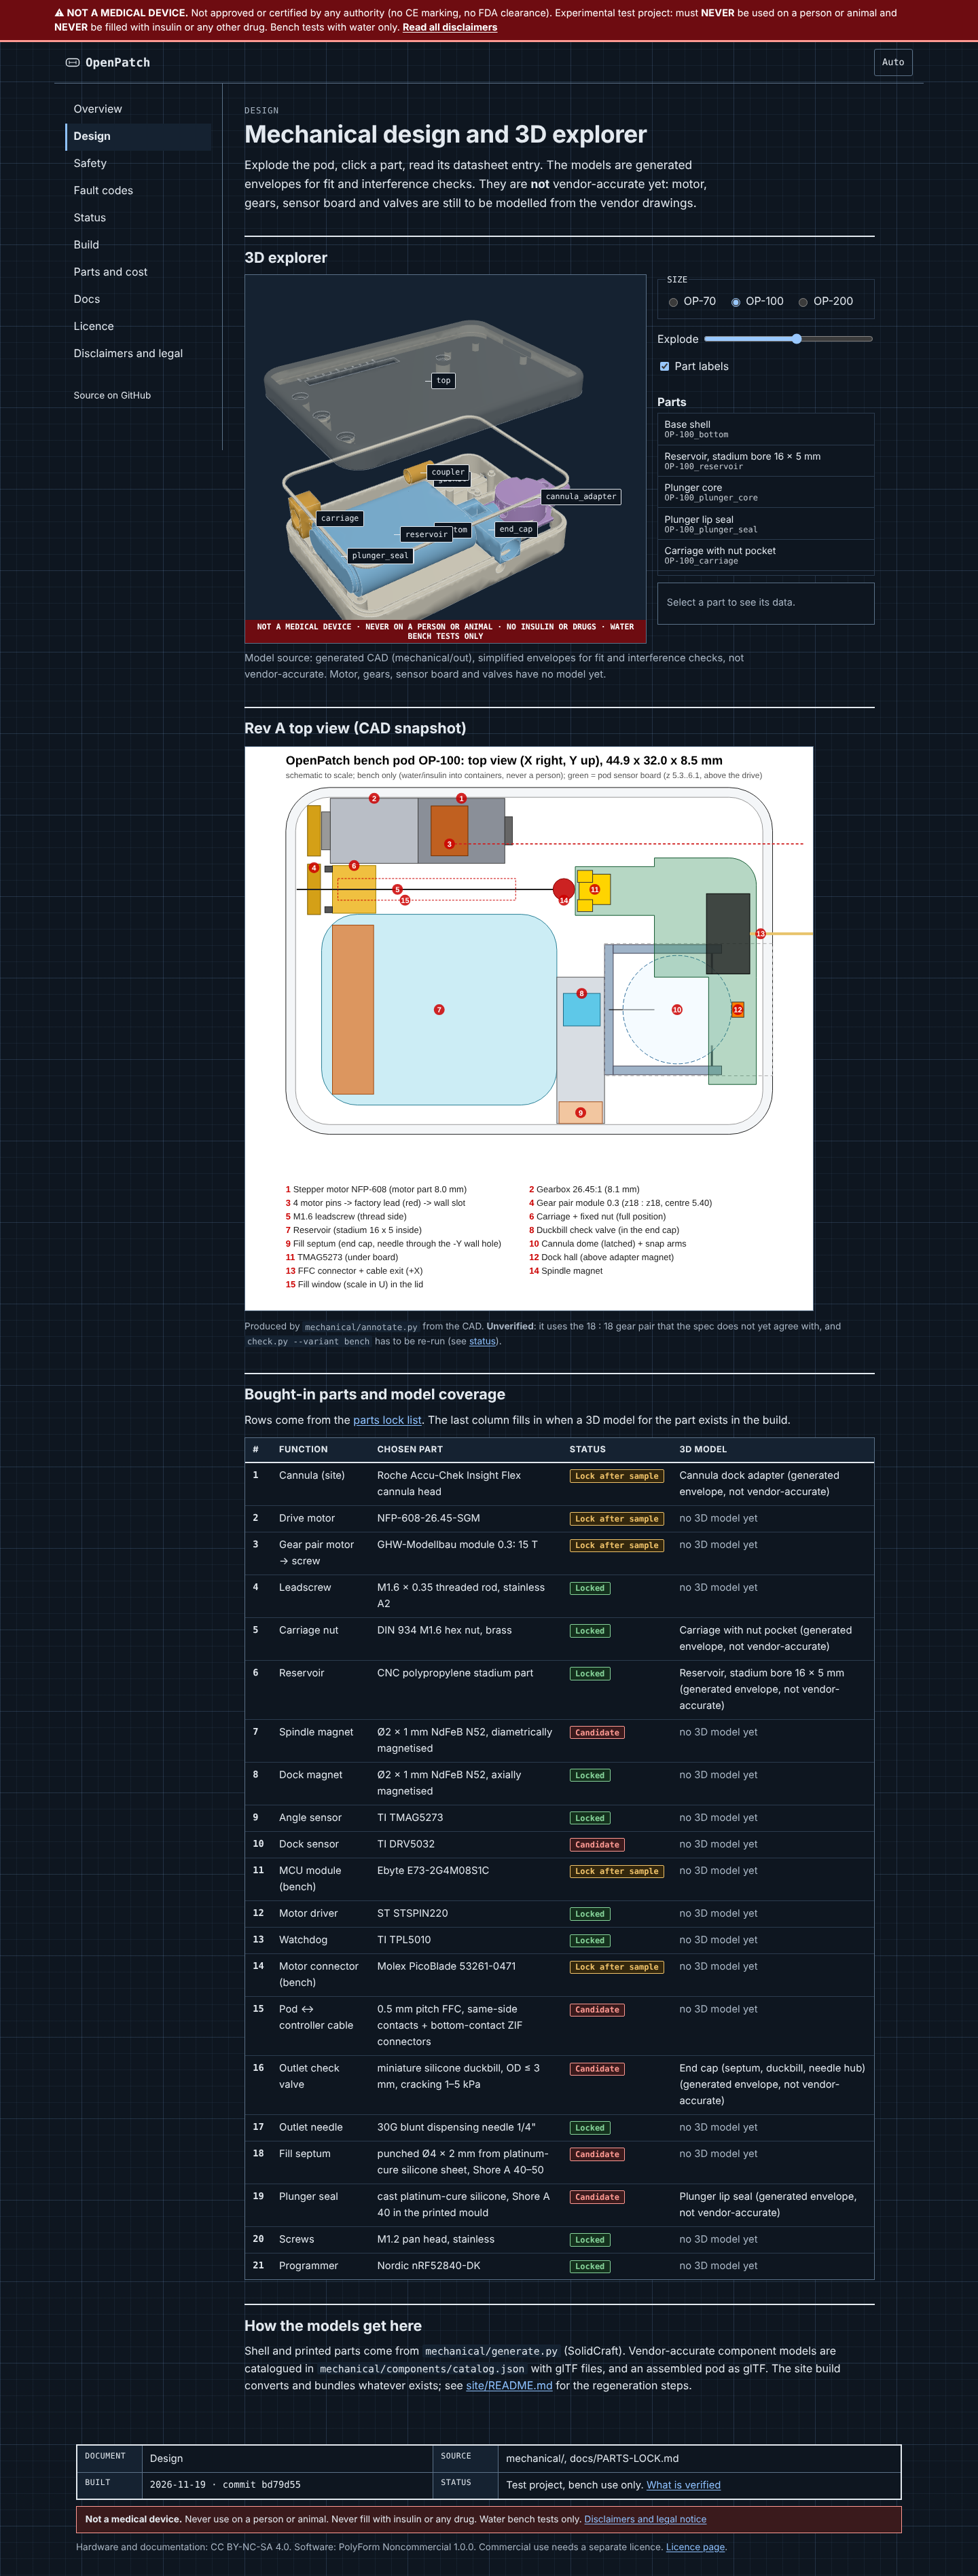 ⚠ NOT A MEDICAL DEVICE. Not approved or certified by any authority (no CE marking, no FDA clearance). Experimental test project: must NEVER be used on a person or animal and
NEVER be filled with insulin or any other drug. Bench tests with water only. Read all disclaimers
OpenPatch
Auto
Overview
Design
Safety
Fault codes
Status
Build
Parts and cost
Docs
Licence
Disclaimers and legal
Source on GitHub
DESIGN
Mechanical design and 3D explorer
Explode the pod, click a part, read its datasheet entry. The models are generated
envelopes for fit and interference checks. They are not vendor-accurate yet: motor,
gears, sensor board and valves are still to be modelled from the vendor drawings.
3D explorer
top
coupler
cannula_adapter
carriage
reservoir
tom
end_cap
plunger_seal
NOT A MEDICAL DEVICE · NEVER ON A PERSON OR ANIMAL · NO INSULIN OR DRUGS · WATER
BENCH TESTS ONLY
SIZE
OP-70 OP-100 OP-200
Explode
Part labels
Parts
Base shell
OP-100_bottom
Reservoir, stadium bore 16 × 5 mm
OP-100_reservoir
Plunger core
OP-100_plunger_core
Plunger lip seal
OP-100_plunger_seal
Carriage with nut pocket
OP-100_carriage
Select a part to see its data.
Model source: generated CAD (mechanical/out), simplified envelopes for fit and interference checks, not
vendor-accurate. Motor, gears, sensor board and valves have no model yet.
Rev A top view (CAD snapshot)
OpenPatch bench pod OP-100: top view (X right, Y up), 44.9 x 32.0 x 8.5 mm
schematic to scale; bench only (water/insulin into containers, never a person); green = pod sensor board (z 5.3..6.1, above the drive)
2 1
3
6
4
5
11
15
14
13
8
7
10
12
9
1 Stepper motor NFP-608 (motor part 8.0 mm)
2 Gearbox 26.45:1 (8.1 mm)
3 4 motor pins -> factory lead (red) -> wall slot
4 Gear pair module 0.3 (z18 : z18, centre 5.40)
5 M1.6 leadscrew (thread side)
6 Carriage + fixed nut (full position)
7 Reservoir (stadium 16 x 5 inside)
8 Duckbill check valve (in the end cap)
9 Fill septum (end cap, needle through the -Y wall hole)
10 Cannula dome (latched) + snap arms
11 TMAG5273 (under board)
12 Dock hall (above adapter magnet)
13 FFC connector + cable exit (+X)
14 Spindle magnet
15 Fill window (scale in U) in the lid
Produced by mechanical/annotate.py from the CAD. Unverified: it uses the 18 : 18 gear pair that the spec does not yet agree with, and
check.py --variant bench has to be re-run (see status).
Bought-in parts and model coverage
Rows come from the parts lock list. The last column fills in when a 3D model for the part exists in the build.
# FUNCTION CHOSEN PART STATUS 3D MODEL
1 Cannula (site) Roche Accu-Chek Insight Flex Lock after sample Cannula dock adapter (generated
cannula head envelope, not vendor-accurate)
2 Drive motor NFP-608-26.45-SGM Lock after sample no 3D model yet
3 Gear pair motor GHW-Modellbau module 0.3: 15 T Lock after sample no 3D model yet
→ screw
4 Leadscrew M1.6 × 0.35 threaded rod, stainless Locked no 3D model yet
A2
5 Carriage nut DIN 934 M1.6 hex nut, brass Locked Carriage with nut pocket (generated
envelope, not vendor-accurate)
6 Reservoir CNC polypropylene stadium part Locked Reservoir, stadium bore 16 × 5 mm
(generated envelope, not vendor-
accurate)
7 Spindle magnet Ø2 × 1 mm NdFeB N52, diametrically Candidate no 3D model yet
magnetised
8 Dock magnet Ø2 × 1 mm NdFeB N52, axially Locked no 3D model yet
magnetised
9 Angle sensor TI TMAG5273 Locked no 3D model yet
10 Dock sensor TI DRV5032 Candidate no 3D model yet
11 MCU module Ebyte E73-2G4M08S1C Lock after sample no 3D model yet
(bench)
12 Motor driver ST STSPIN220 Locked no 3D model yet
13 Watchdog TI TPL5010 Locked no 3D model yet
14 Motor connector Molex PicoBlade 53261-0471 Lock after sample no 3D model yet
(bench)
15 Pod ↔ 0.5 mm pitch FFC, same-side Candidate no 3D model yet
controller cable contacts + bottom-contact ZIF
connectors
16 Outlet check miniature silicone duckbill, OD ≤ 3 Candidate End cap (septum, duckbill, needle hub)
valve mm, cracking 1–5 kPa (generated envelope, not vendor-
accurate)
17 Outlet needle 30G blunt dispensing needle 1/4" Locked no 3D model yet
18 Fill septum punched Ø4 × 2 mm from platinum- Candidate no 3D model yet
cure silicone sheet, Shore A 40–50
19 Plunger seal cast platinum-cure silicone, Shore A Candidate Plunger lip seal (generated envelope,
40 in the printed mould not vendor-accurate)
20 Screws M1.2 pan head, stainless Locked no 3D model yet
21 Programmer Nordic nRF52840-DK Locked no 3D model yet
How the models get here
Shell and printed parts come from mechanical/generate.py (SolidCraft). Vendor-accurate component models are
catalogued in mechanical/components/catalog.json with glTF files, and an assembled pod as glTF. The site build
converts and bundles whatever exists; see site/README.md for the regeneration steps.
DOCUMENT Design SOURCE mechanical/, docs/PARTS-LOCK.md
BUILT 2026-11-19 · commit bd79d55 STATUS Test project, bench use only. What is verified
Not a medical device. Never use on a person or animal. Never fill with insulin or any drug. Water bench tests only. Disclaimers and legal notice
Hardware and documentation: CC BY-NC-SA 4.0. Software: PolyForm Noncommercial 1.0.0. Commercial use needs a separate licence. Licence page.